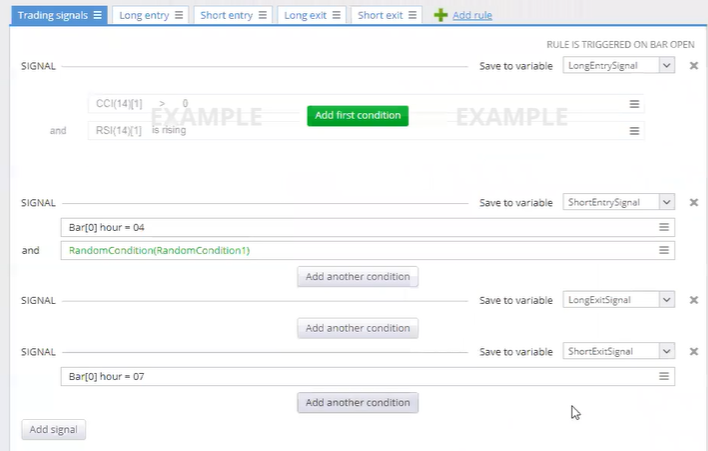 Trading signals Long entry Short entry Long exit Short exit Add rule
RULE IS TRIGGERED ON BAR OPEN
SIGNAL Save to variable LongEntrySignal
CCI(14)[1] > 0
EXAMPLE EXAMPLE
Add first condition
and RSI(14)[1] is rising
SIGNAL Save to variable ShortEntrySignal
Bar[0] hour = 04
and RandomCondition(RandomCondition1)
Add another condition
SIGNAL Save to variable LongExitSignal
Add another condition
SIGNAL Save to variable ShortExitSignal
Bar[0] hour = 07
Add another condition
Add signal